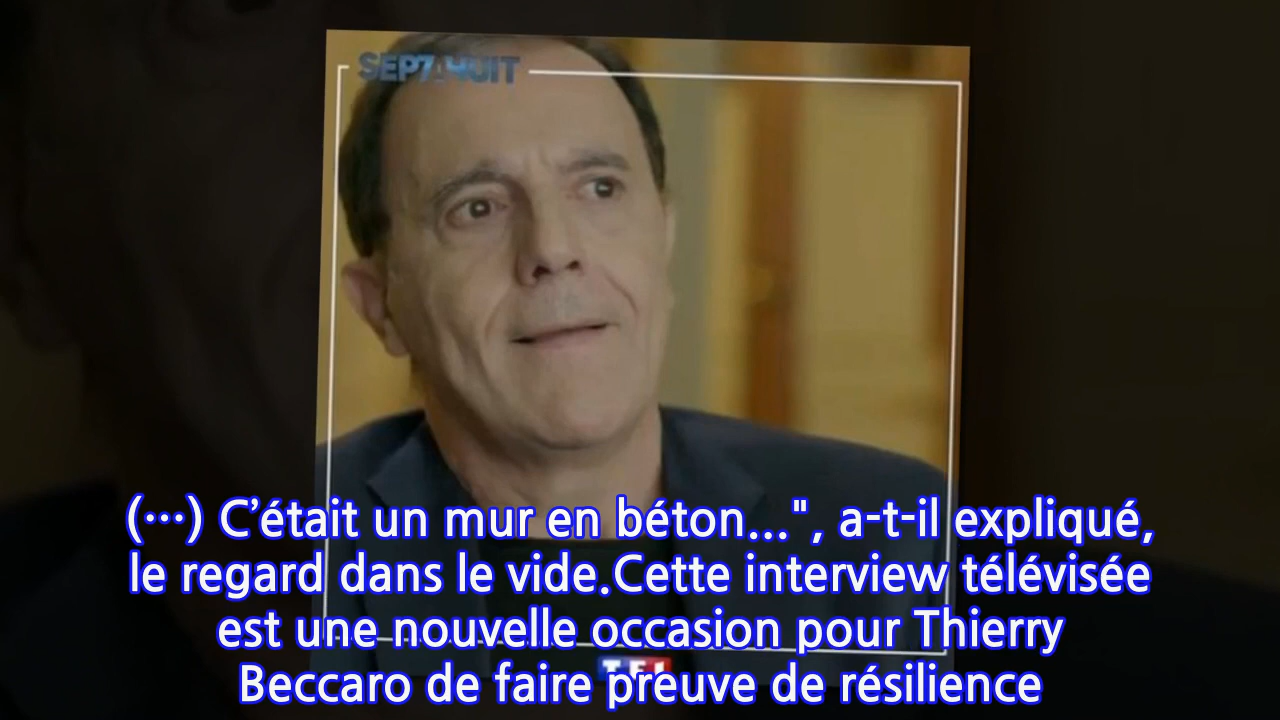 SEPT À HUIT
(…) C’était un mur en béton...", a-t-il expliqué,
le regard dans le vide.Cette interview télévisée
est une nouvelle occasion pour Thierry
TF1
Beccaro de faire preuve de résilience